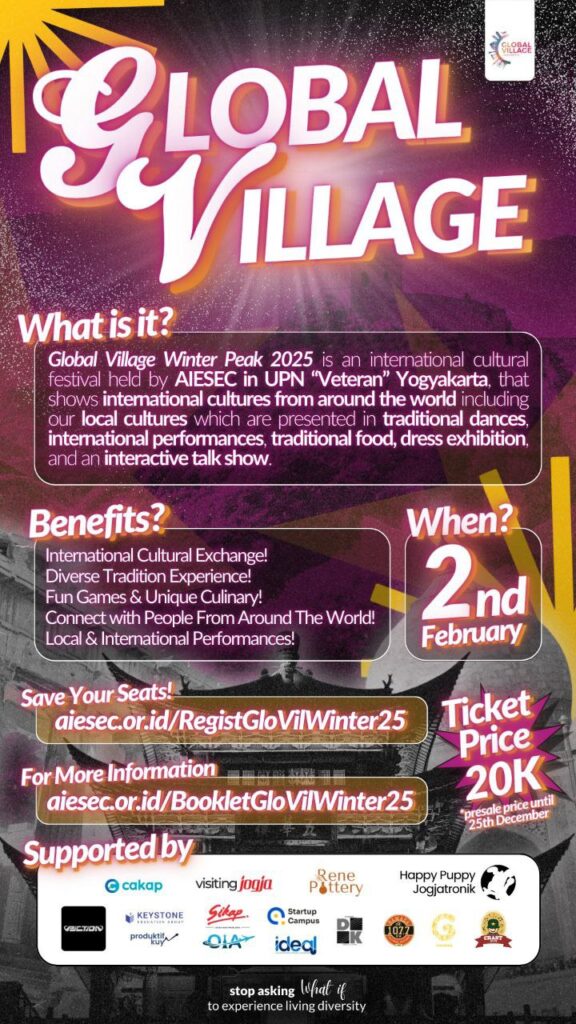 GLOBAL VILLAGE
GLOBAL
VILLAGE
What is it?
Global Village Winter Peak 2025 is an international cultural
festival held by AIESEC in UPN “Veteran” Yogyakarta, that
shows international cultures from around the world including
our local cultures which are presented in traditional dances,
international performances, traditional food, dress exhibition,
and an interactive talk show.
Benefits?
International Cultural Exchange!
Diverse Tradition Experience!
Fun Games & Unique Culinary!
Connect with People From Around The World!
Local & International Performances!
When?
2nd
February
Save Your Seats!
aiesec.or.id/RegistGloVilWinter25
For More Information
aiesec.or.id/BookletGloVilWinter25
Ticket
Price
20K
*presale price until
25th December
Supported by
cakap
visiting jogja
Rene
Pottery
Happy Puppy
Jogjatronik
KEYSTONE
produktif
kuy
Sikap.
OIA
Startup
Campus
ideal
DK
1077
stop asking What if
to experience living diversity